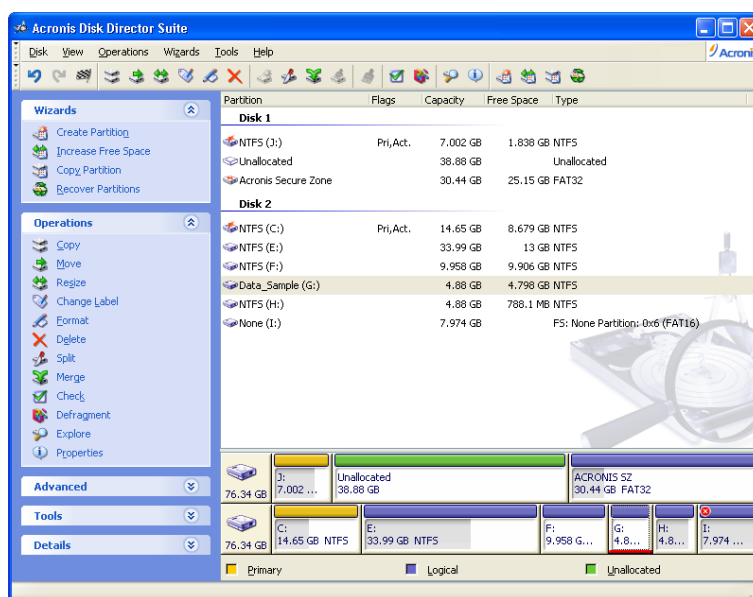 Acronis Disk Director Suite
Disk View Operations Wizards Tools Help
Acroni
Wizards
Create Partition
Increase Free Space
Copy Partition
Recover Partitions
Operations
Copy
Move
Resize
Change Label
Format
Delete
Split
Merge
Check
Defragment
Explore
Properties
Advanced
Tools
Details
Partition Flags Capacity Free Space Type
Disk 1
NTFS (J:) Pri,Act. 7.002 GB 1.838 GB NTFS
Unallocated 38.88 GB Unallocated
Acronis Secure Zone 30.44 GB 25.15 GB FAT32
Disk 2
NTFS (C:) Pri,Act. 14.65 GB 8.679 GB NTFS
NTFS (E:) 33.99 GB 13 GB NTFS
NTFS (F:) 9.958 GB 9.906 GB NTFS
Data_Sample (G:) 4.88 GB 4.798 GB NTFS
NTFS (H:) 4.88 GB 788.1 MB NTFS
None (I:) 7.974 GB FS: None Partition: 0x6 (FAT16)
76.34 GB
J:
7.002 ...
Unallocated
38.88 GB
ACRONIS SZ
30.44 GB FAT32
76.34 GB
C:
14.65 GB NTFS
E:
33.99 GB NTFS
F:
9.958 G...
G:
4.8...
H:
4.8...
I:
7.974 ...
Primary Logical Unallocated